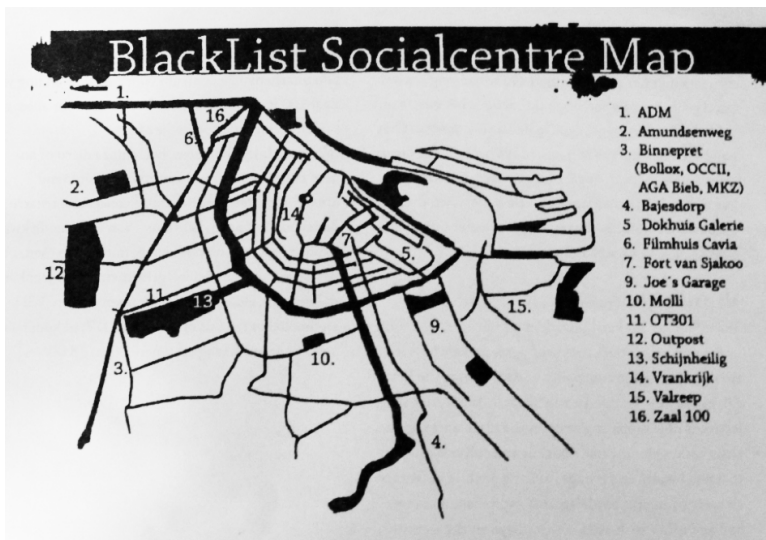 BlackList Socialcentre Map
1. ADM
2. Amundsenweg
3. Binnepret
(Bollox, OCCII,
AGA Bieb, MKZ)
4. Bajesdorp
5 Dokhuis Galerie
6. Filmhuis Cavia
7. Fort van Sjakoo
9. Joe´s Garage
10. Molli
11. OT301
12. Outpost
13. Schijnheilig
14. Vrankrijk
15. Valreep
16. Zaal 100
1.
16.
6.
2.
14.
7.
5.
12
11.
13.
15.
9.
10.
3.
4.